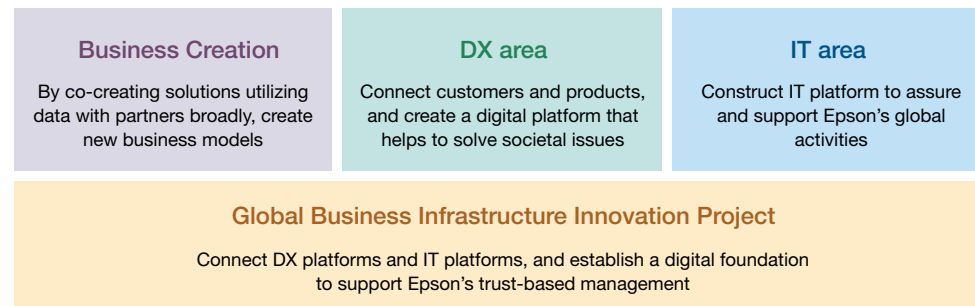 Business Creation
By co-creating solutions utilizing
data with partners broadly, create
new business models
DX area
Connect customers and products,
and create a digital platform that
helps to solve societal issues
IT area
Construct IT platform to assure
and support Epson's global
activities
Global Business Infrastructure Innovation Project
Connect DX platforms and IT platforms, and establish a digital foundation
to support Epson's trust-based management